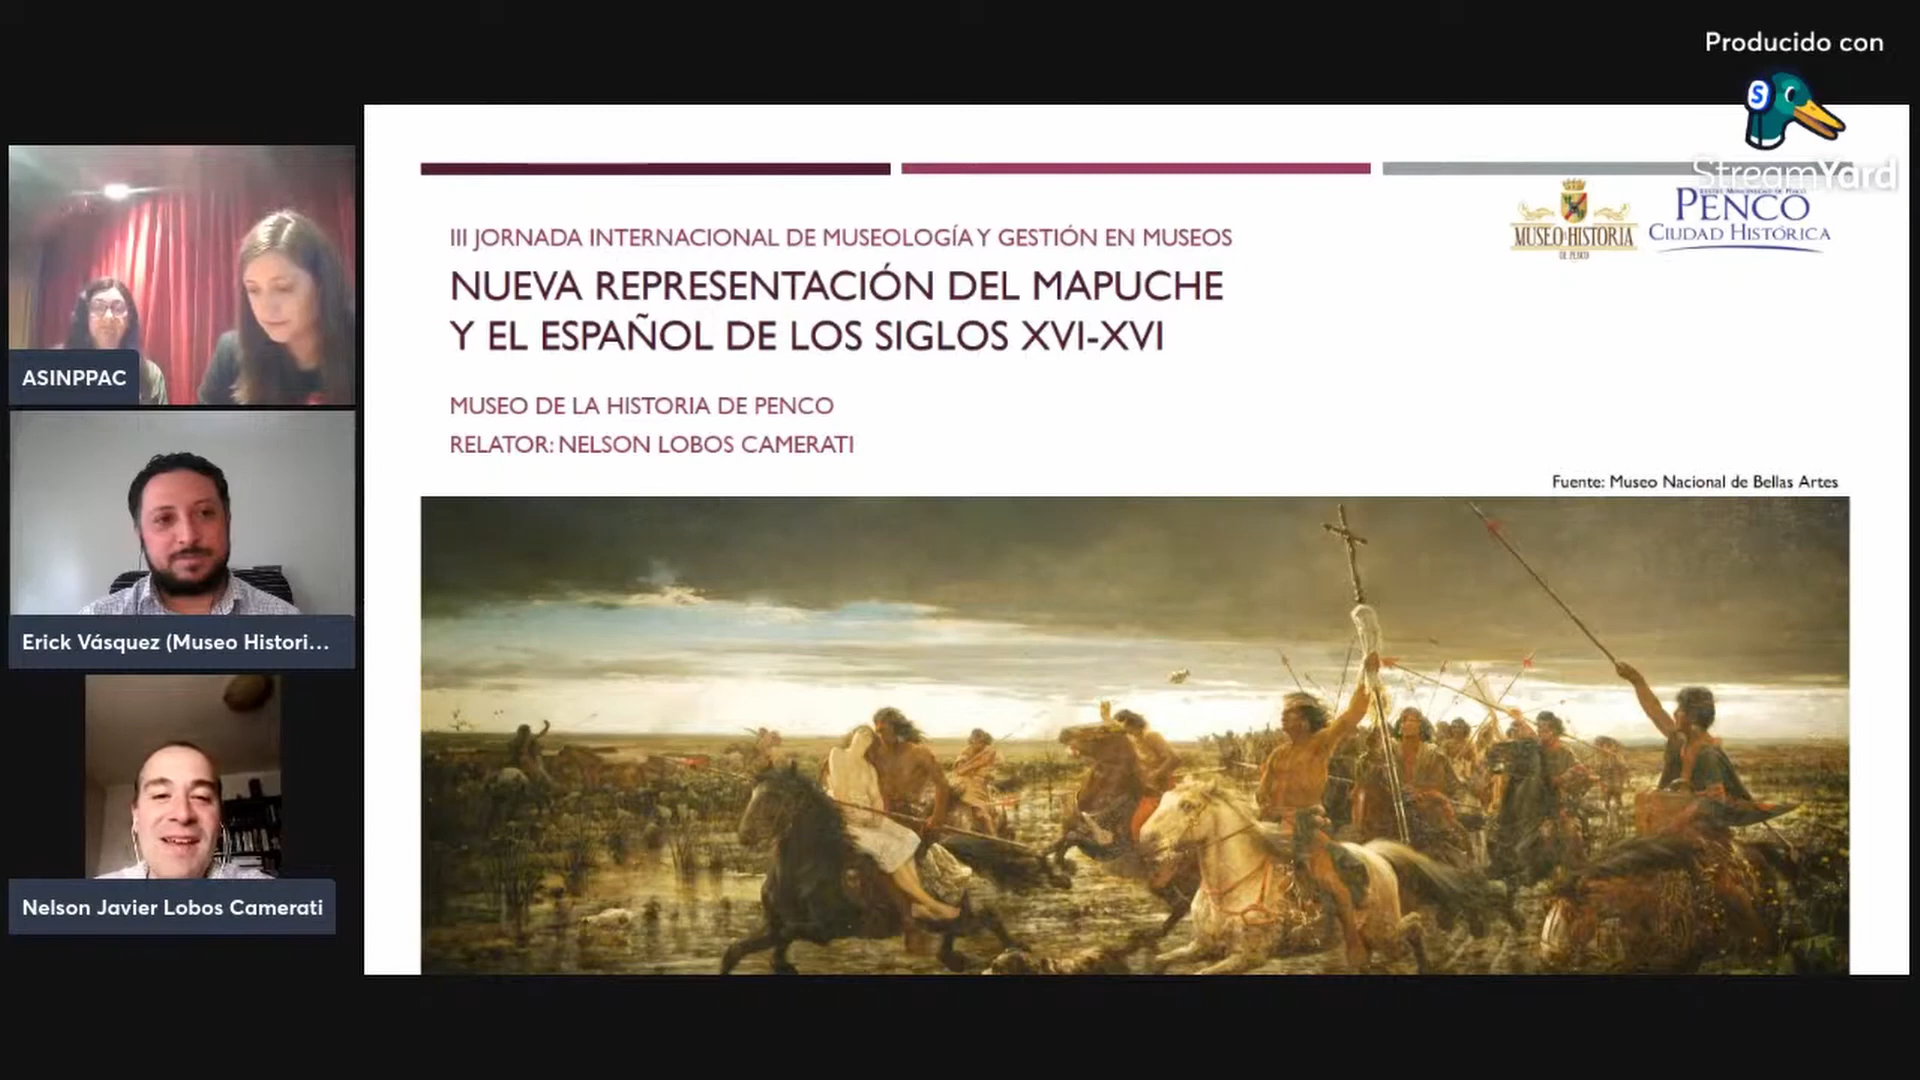 Producido con
StreamYard
III JORNADA INTERNACIONAL DE MUSEOLOGÍA Y GESTIÓN EN MUSEOS
NUEVA REPRESENTACIÓN DEL MAPUCHE
Y EL ESPAÑOL DE LOS SIGLOS XVI-XVI
MUSEO DE LA HISTORIA DE PENCO
RELATOR: NELSON LOBOS CAMERATI
MUSEO HISTORIA
DE PENCO
PENCO
CIUDAD HISTÓRICA
Fuente: Museo Nacional de Bellas Artes
ASINPPAC
Erick Vásquez (Museo Histori...
Nelson Javier Lobos Camerati